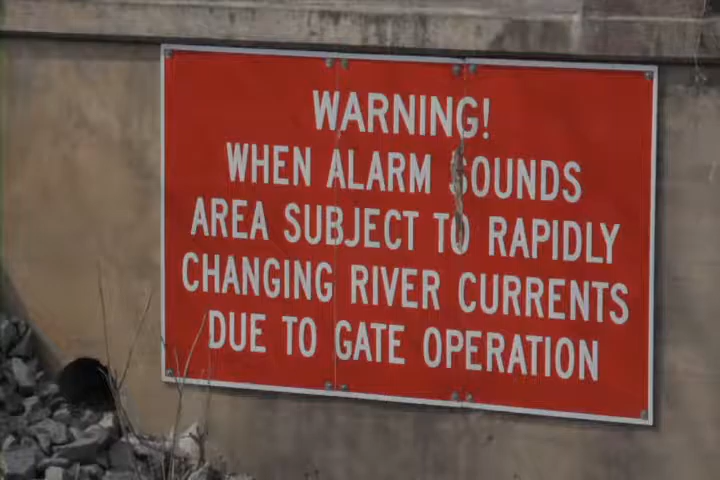 WARNING!
WHEN ALARM SOUNDS
AREA SUBJECT TO RAPIDLY
CHANGING RIVER CURRENTS
DUE TO GATE OPERATION